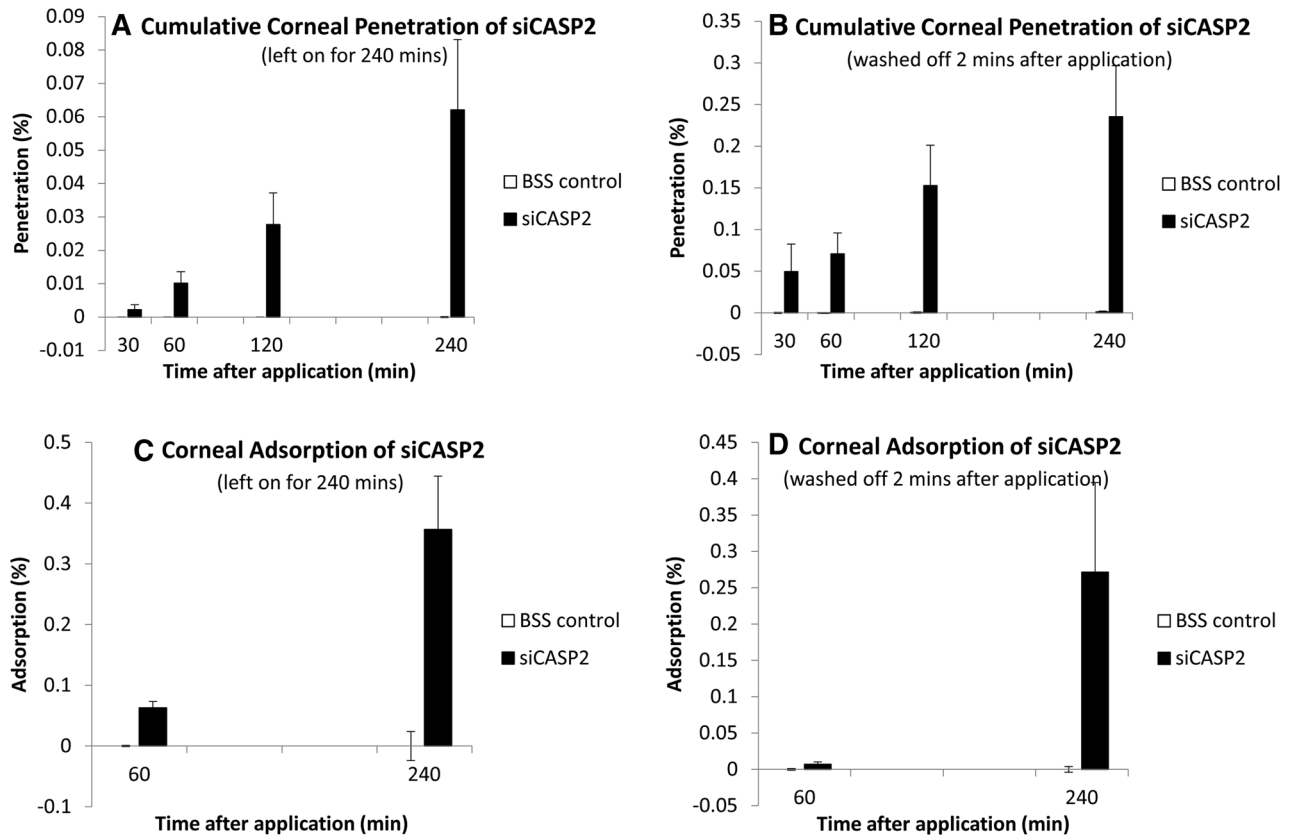 A Cumulative Corneal Penetration of siCASP2
(left on for 240 mins)
Penetration (%)
0.09
0.08
0.07
0.06
0.05
0.04
0.03
0.02
0.01
0
-0.01
30 60 120 240
Time after application (min)
BSS control
siCASP2
B Cumulative Corneal Penetration of siCASP2
(washed off 2 mins after application)
Penetration (%)
0.35
0.3
0.25
0.2
0.15
0.1
0.05
0
-0.05
30 60 120 240
Time after application (min)
BSS control
siCASP2
C Corneal Adsorption of siCASP2
(left on for 240 mins)
Adsorption (%)
0.5
0.4
0.3
0.2
0.1
0
-0.1
60 240
Time after application (min)
BSS control
siCASP2
D Corneal Adsorption of siCASP2
(washed off 2 mins after application)
Adsorption (%)
0.45
0.4
0.35
0.3
0.25
0.2
0.15
0.1
0.05
0
-0.05
60 240
Time after application (min)
BSS control
siCASP2